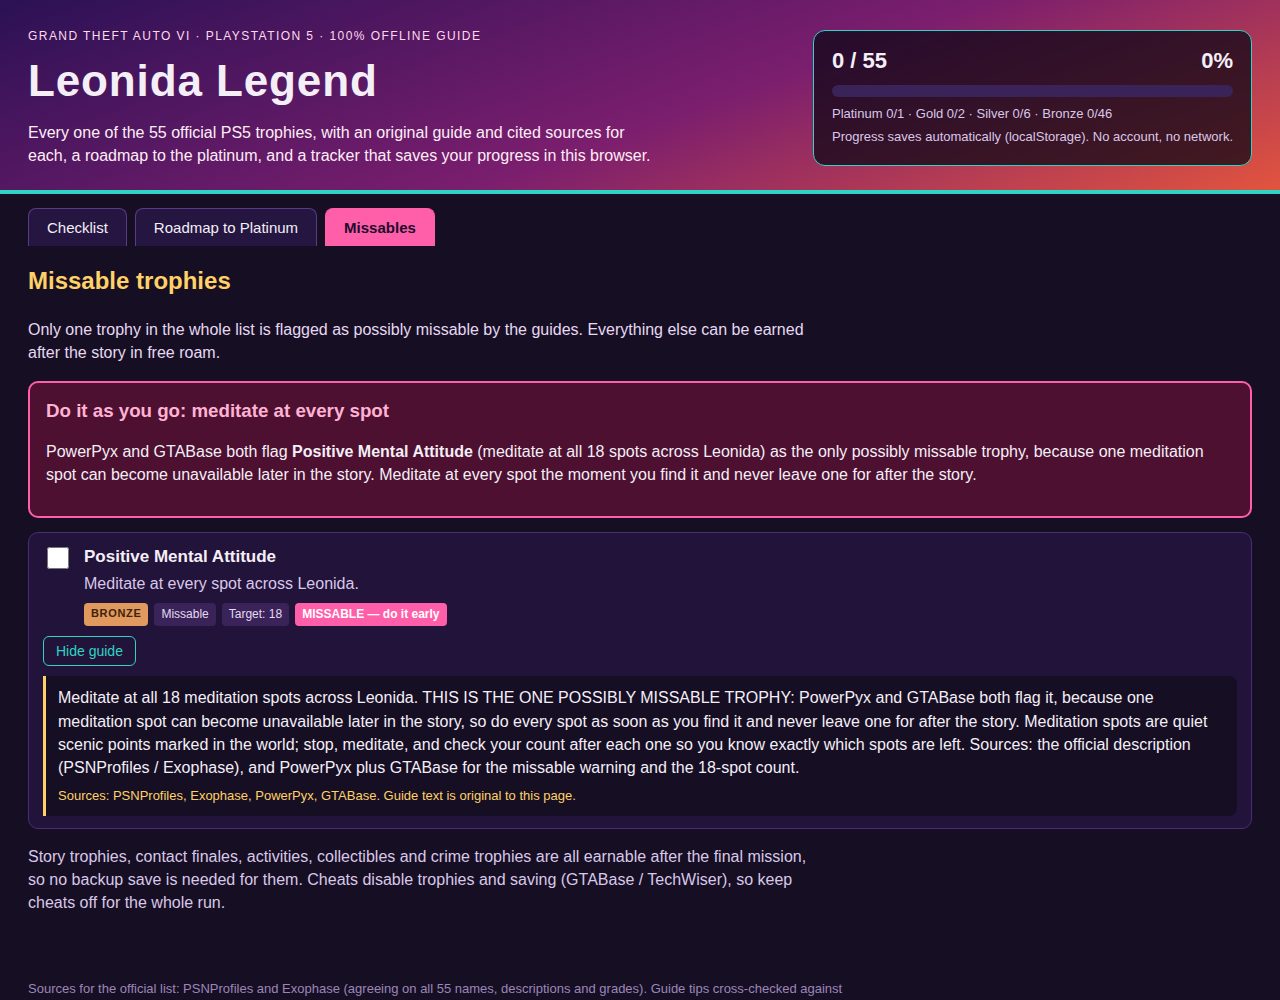 GRAND THEFT AUTO VI · PLAYSTATION 5 · 100% OFFLINE GUIDE
Leonida Legend
Every one of the 55 official PS5 trophies, with an original guide and cited sources for
each, a roadmap to the platinum, and a tracker that saves your progress in this browser.
0 / 55 0%
Platinum 0/1 · Gold 0/2 · Silver 0/6 · Bronze 0/46
Progress saves automatically (localStorage). No account, no network.
Checklist Roadmap to Platinum Missables
Missable trophies
Only one trophy in the whole list is flagged as possibly missable by the guides. Everything else can be earned
after the story in free roam.
Do it as you go: meditate at every spot
PowerPyx and GTABase both flag Positive Mental Attitude (meditate at all 18 spots across Leonida) as the only possibly missable trophy, because one meditation
spot can become unavailable later in the story. Meditate at every spot the moment you find it and never leave one for after the story.
Positive Mental Attitude
Meditate at every spot across Leonida.
BRONZE Missable Target: 18 MISSABLE — do it early
Hide guide
Meditate at all 18 meditation spots across Leonida. THIS IS THE ONE POSSIBLY MISSABLE TROPHY: PowerPyx and GTABase both flag it, because one
meditation spot can become unavailable later in the story, so do every spot as soon as you find it and never leave one for after the story. Meditation spots are quiet
scenic points marked in the world; stop, meditate, and check your count after each one so you know exactly which spots are left. Sources: the official description
(PSNProfiles / Exophase), and PowerPyx plus GTABase for the missable warning and the 18-spot count.
Sources: PSNProfiles, Exophase, PowerPyx, GTABase. Guide text is original to this page.
Story trophies, contact finales, activities, collectibles and crime trophies are all earnable after the final mission,
so no backup save is needed for them. Cheats disable trophies and saving (GTABase / TechWiser), so keep
cheats off for the whole run.
Sources for the official list: PSNProfiles and Exophase (agreeing on all 55 names, descriptions and grades). Guide tips cross-checked against